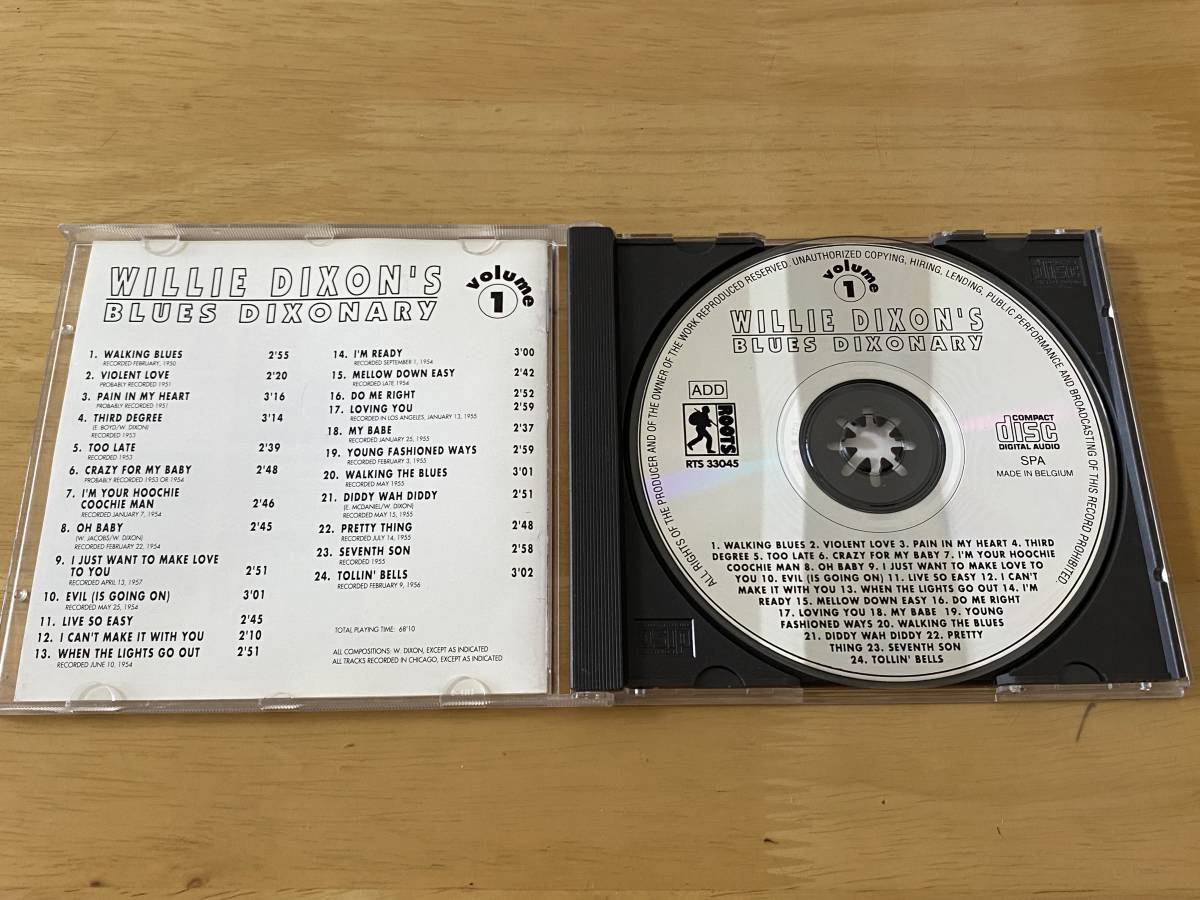 WILLIE DIXON'S
BLUES DIXONARY
volume
1
1. WALKING BLUES 2'55
RECORDED FEBRUARY, 1950
2. VIOLENT LOVE 2'20
PROBABLY RECORDED 1951
3. PAIN IN MY HEART 3'16
PROBABLY RECORDED 1951
4. THIRD DEGREE 3'14
(E. BOYD/W. DIXON)
RECORDED 1953
5. TOO LATE 2'39
RECORDED 1953
6. CRAZY FOR MY BABY 2'48
PROBABLY RECORDED 1953 OR 1954
7. I'M YOUR HOOCHIE
COOCHIE MAN 2'46
RECORDED JANUARY 7, 1954
8. OH BABY 2'45
(W. JACOBS/W. DIXON)
RECORDED FEBRUARY 22, 1954
9. I JUST WANT TO MAKE LOVE
TO YOU 2'51
RECORDED APRIL 13, 1957
10. EVIL (IS GOING ON) 3'01
RECORDED MAY 25, 1954
11. LIVE SO EASY 2'45
12. I CAN'T MAKE IT WITH YOU 2'10
13. WHEN THE LIGHTS GO OUT 2'51
RECORDED JUNE 10, 1954
14. I'M READY 3'00
RECORDED SEPTEMBER 1, 1954
15. MELLOW DOWN EASY 2'42
RECORDED LATE 1954
16. DO ME RIGHT 2'52
17. LOVING YOU 2'59
RECORDED IN LOS ANGELES, JANUARY 13, 1955
18. MY BABE 2'37
RECORDED JANUARY 25, 1955
19. YOUNG FASHIONED WAYS 2'59
RECORDED FEBRUARY 3, 1955
20. WALKING THE BLUES 3'01
RECORDED MAY 1955
21. DIDDY WAH DIDDY 2'51
(E. MCDANIEL/W. DIXON)
RECORDED MAY 15, 1955
22. PRETTY THING 2'48
RECORDED JULY 14, 1955
23. SEVENTH SON 2'58
RECORDED 1955
24. TOLLIN' BELLS 3'02
RECORDED FEBRUARY 9, 1956
TOTAL PLAYING TIME: 68'10
ALL COMPOSITIONS: W. DIXON, EXCEPT AS INDICATED
ALL TRACKS RECORDED IN CHICAGO, EXCEPT AS INDICATED
ALL RIGHTS OF THE PRODUCER AND OF THE OWNER OF THE WORK REPRODUCED RESERVED. UNAUTHORIZED COPYING, HIRING, LENDING, PUBLIC PERFORMANCE AND BROADCASTING OF THIS RECORD PROHIBITED
volume
1
WILLIE DIXON'S
BLUES DIXONARY
ADD
ROOTS
RTS 33045
COMPACT
disc
DIGITAL AUDIO
SPA
MADE IN BELGIUM
1. WALKING BLUES 2. VIOLENT LOVE 3. PAIN IN MY HEART 4. THIRD
DEGREE 5. TOO LATE 6. CRAZY FOR MY BABY 7. I'M YOUR HOOCHIE
COOCHIE MAN 8. OH BABY 9. I JUST WANT TO MAKE LOVE TO
YOU 10. EVIL (IS GOING ON) 11. LIVE SO EASY 12. I CAN'T
MAKE IT WITH YOU 13. WHEN THE LIGHTS GO OUT 14. I'M
READY 15. MELLOW DOWN EASY 16. DO ME RIGHT
17. LOVING YOU 18. MY BABE 19. YOUNG
FASHIONED WAYS 20. WALKING THE BLUES
21. DIDDY WAH DIDDY 22. PRETTY
THING 23. SEVENTH SON
24. TOLLIN' BELLS
disc